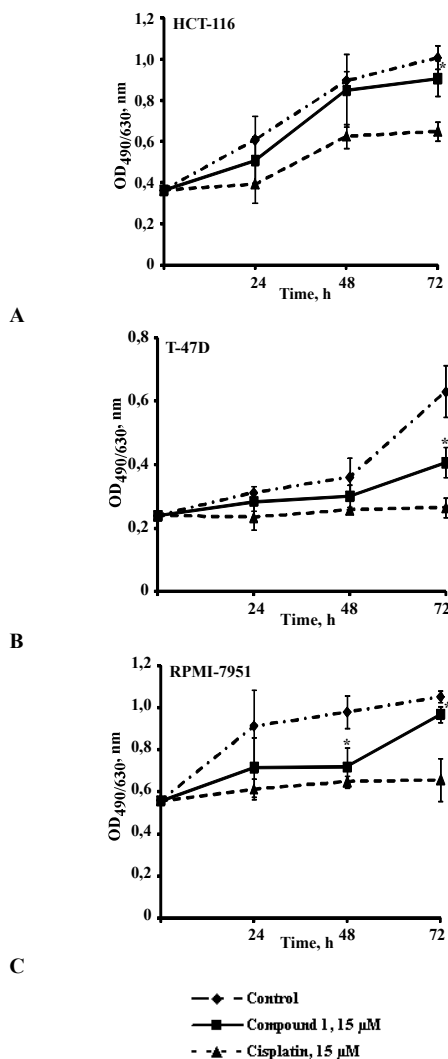 HCT-116
1,2
1,0
0,8
0,6
0,4
0,2
0
OD490/630, nm
*
24 48 72
Time, h
A
T-47D
0,8
0,6
0,4
0,2
0
OD490/630, nm
*
24 48 72
Time, h
B
RPMI-7951
1,2
1,0
0,8
0,6
0,4
0,2
0
OD490/630, nm
*
*
24 48 72
Time, h
C
Control
Compound 1, 15 μM
Cisplatin, 15 μM